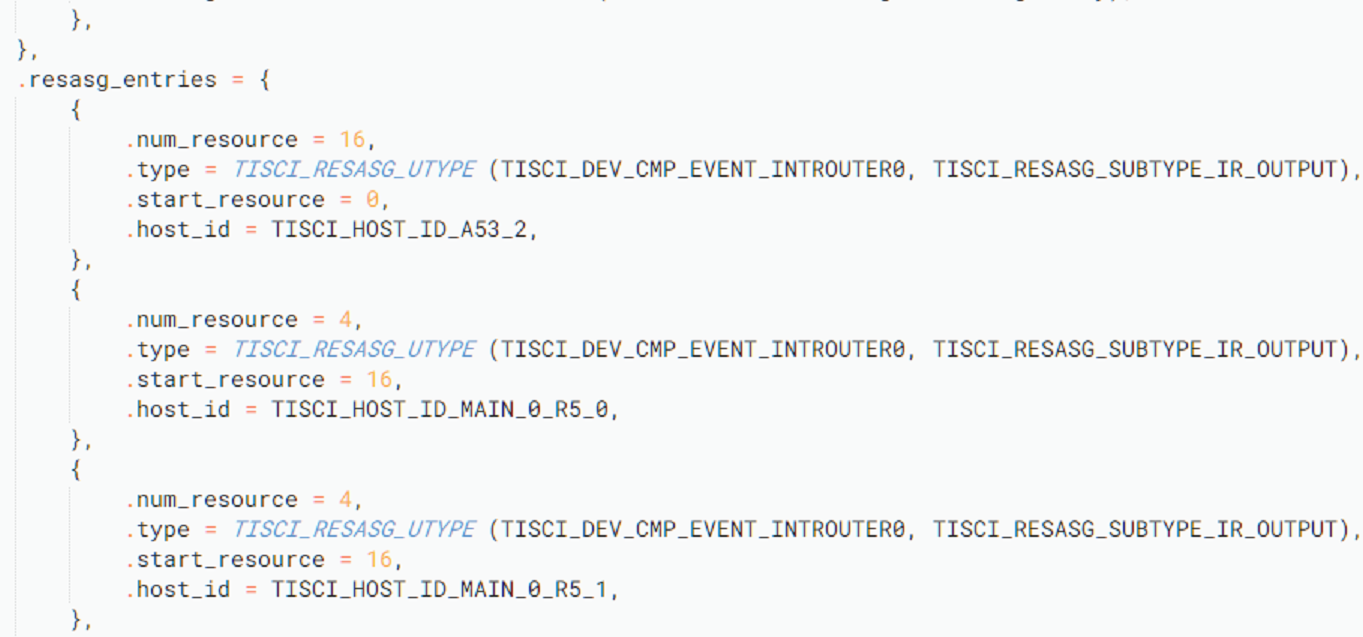 },
},
.resasg_entries = {
{
.num_resource = 16,
.type = TISCI_RESASG_UTYPE (TISCI_DEV_CMP_EVENT_INTROUTER0, TISCI_RESASG_SUBTYPE_IR_OUTPUT),
.start_resource = 0,
.host_id = TISCI_HOST_ID_A53_2,
},
{
.num_resource = 4,
.type = TISCI_RESASG_UTYPE (TISCI_DEV_CMP_EVENT_INTROUTER0, TISCI_RESASG_SUBTYPE_IR_OUTPUT),
.start_resource = 16,
.host_id = TISCI_HOST_ID_MAIN_0_R5_0,
},
{
.num_resource = 4,
.type = TISCI_RESASG_UTYPE (TISCI_DEV_CMP_EVENT_INTROUTER0, TISCI_RESASG_SUBTYPE_IR_OUTPUT),
.start_resource = 16,
.host_id = TISCI_HOST_ID_MAIN_0_R5_1,
},